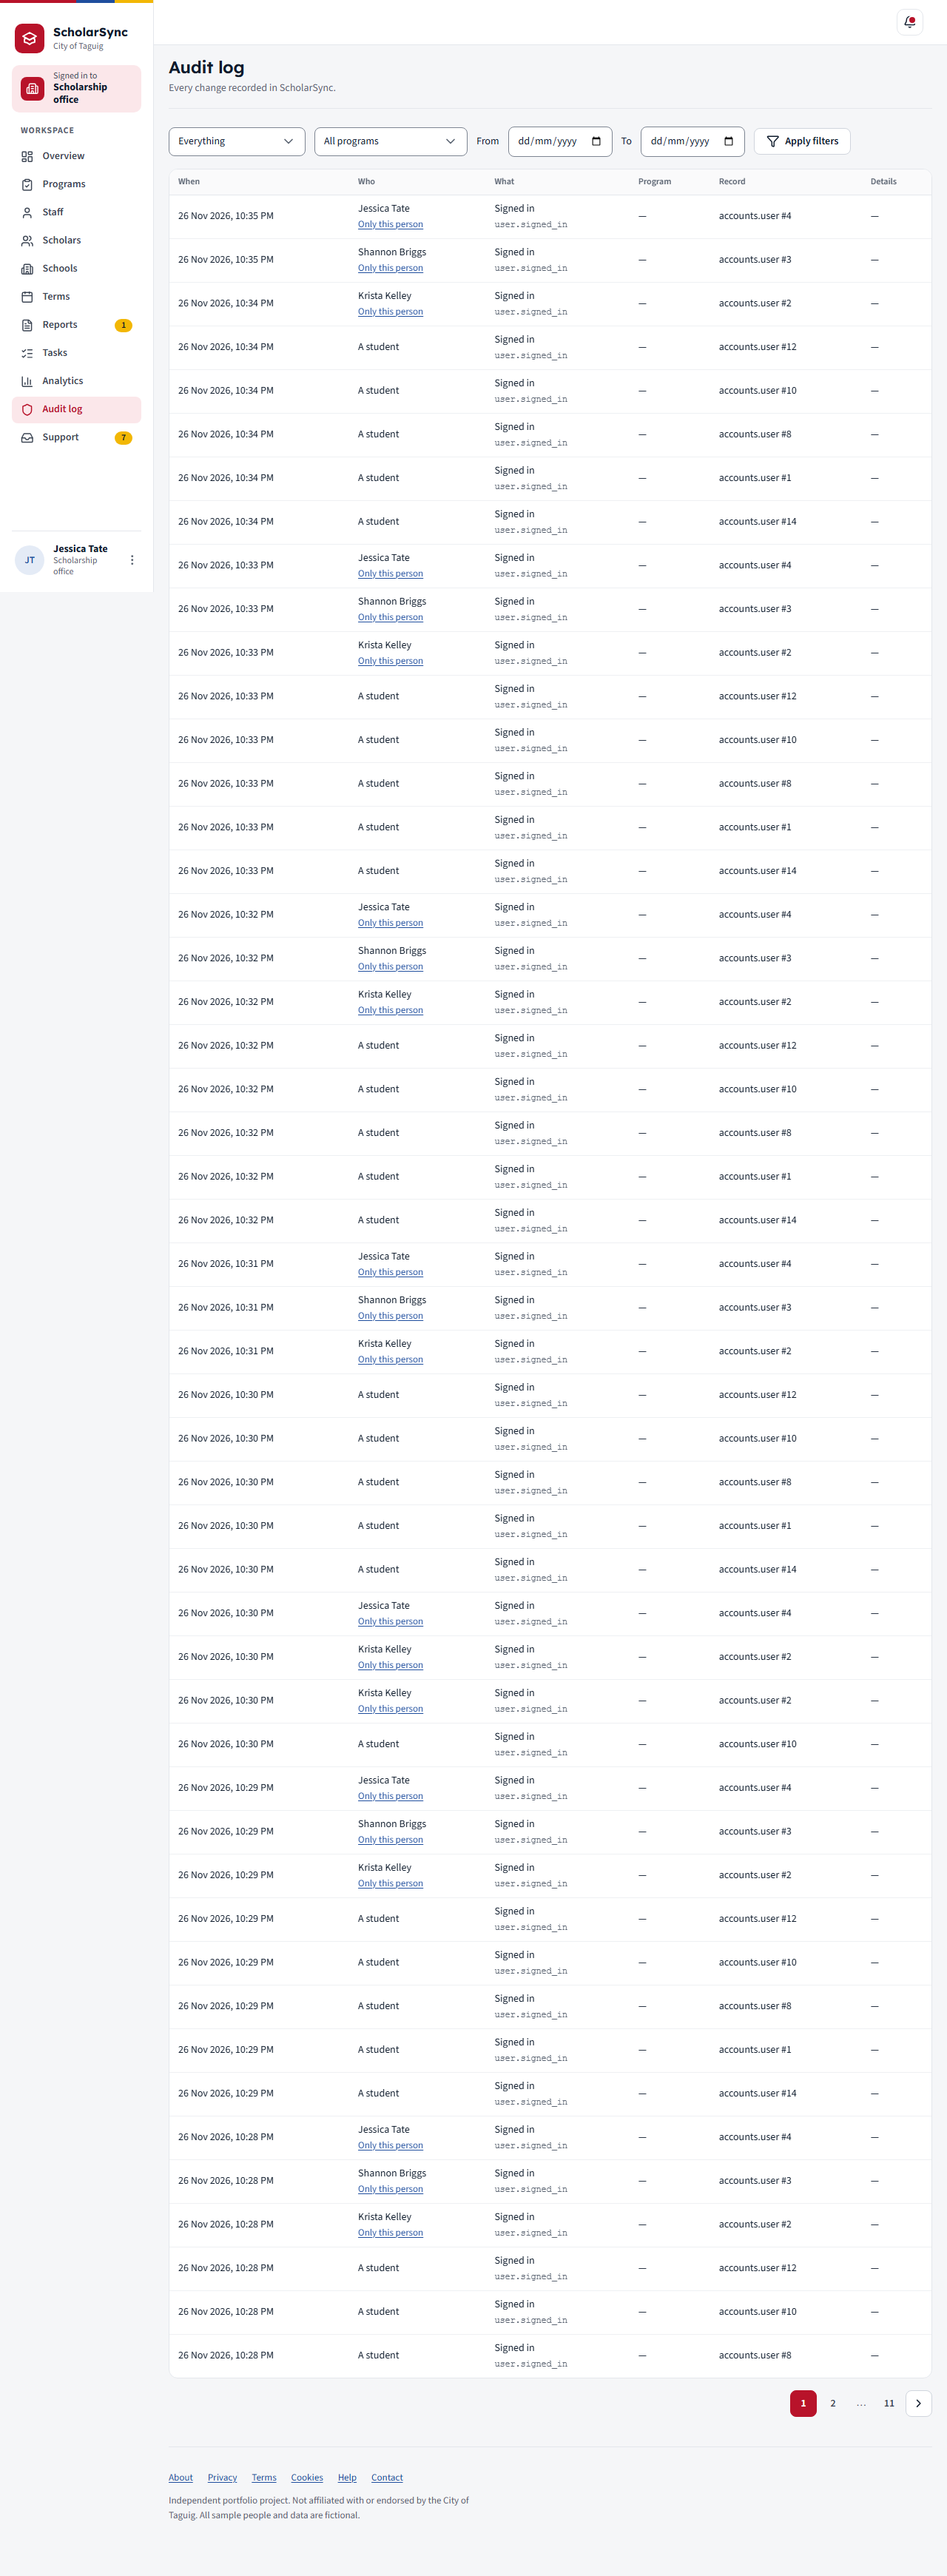 ScholarSync
City of Taguig
Signed in to
Scholarship
office
WORKSPACE
Overview
Programs
Staff
Scholars
Schools
Terms
Reports 1
Tasks
Analytics
Audit log
Support 7
JT
Jessica Tate
Scholarship
office
Audit log
Every change recorded in ScholarSync.
Everything All programs From dd/mm/yyyy To dd/mm/yyyy Apply filters
When Who What Program Record Details
26 Nov 2026, 10:35 PM Jessica Tate Signed in — accounts.user #4 —
Only this person user.signed_in
26 Nov 2026, 10:35 PM Shannon Briggs Signed in — accounts.user #3 —
Only this person user.signed_in
26 Nov 2026, 10:34 PM Krista Kelley Signed in — accounts.user #2 —
Only this person user.signed_in
26 Nov 2026, 10:34 PM A student Signed in — accounts.user #12 —
user.signed_in
26 Nov 2026, 10:34 PM A student Signed in — accounts.user #10 —
user.signed_in
26 Nov 2026, 10:34 PM A student Signed in — accounts.user #8 —
user.signed_in
26 Nov 2026, 10:34 PM A student Signed in — accounts.user #1 —
user.signed_in
26 Nov 2026, 10:34 PM A student Signed in — accounts.user #14 —
user.signed_in
26 Nov 2026, 10:33 PM Jessica Tate Signed in — accounts.user #4 —
Only this person user.signed_in
26 Nov 2026, 10:33 PM Shannon Briggs Signed in — accounts.user #3 —
Only this person user.signed_in
26 Nov 2026, 10:33 PM Krista Kelley Signed in — accounts.user #2 —
Only this person user.signed_in
26 Nov 2026, 10:33 PM A student Signed in — accounts.user #12 —
user.signed_in
26 Nov 2026, 10:33 PM A student Signed in — accounts.user #10 —
user.signed_in
26 Nov 2026, 10:33 PM A student Signed in — accounts.user #8 —
user.signed_in
26 Nov 2026, 10:33 PM A student Signed in — accounts.user #1 —
user.signed_in
26 Nov 2026, 10:33 PM A student Signed in — accounts.user #14 —
user.signed_in
26 Nov 2026, 10:32 PM Jessica Tate Signed in — accounts.user #4 —
Only this person user.signed_in
26 Nov 2026, 10:32 PM Shannon Briggs Signed in — accounts.user #3 —
Only this person user.signed_in
26 Nov 2026, 10:32 PM Krista Kelley Signed in — accounts.user #2 —
Only this person user.signed_in
26 Nov 2026, 10:32 PM A student Signed in — accounts.user #12 —
user.signed_in
26 Nov 2026, 10:32 PM A student Signed in — accounts.user #10 —
user.signed_in
26 Nov 2026, 10:32 PM A student Signed in — accounts.user #8 —
user.signed_in
26 Nov 2026, 10:32 PM A student Signed in — accounts.user #1 —
user.signed_in
26 Nov 2026, 10:32 PM A student Signed in — accounts.user #14 —
user.signed_in
26 Nov 2026, 10:31 PM Jessica Tate Signed in — accounts.user #4 —
Only this person user.signed_in
26 Nov 2026, 10:31 PM Shannon Briggs Signed in — accounts.user #3 —
Only this person user.signed_in
26 Nov 2026, 10:31 PM Krista Kelley Signed in — accounts.user #2 —
Only this person user.signed_in
26 Nov 2026, 10:30 PM A student Signed in — accounts.user #12 —
user.signed_in
26 Nov 2026, 10:30 PM A student Signed in — accounts.user #10 —
user.signed_in
26 Nov 2026, 10:30 PM A student Signed in — accounts.user #8 —
user.signed_in
26 Nov 2026, 10:30 PM A student Signed in — accounts.user #1 —
user.signed_in
26 Nov 2026, 10:30 PM A student Signed in — accounts.user #14 —
user.signed_in
26 Nov 2026, 10:30 PM Jessica Tate Signed in — accounts.user #4 —
Only this person user.signed_in
26 Nov 2026, 10:30 PM Krista Kelley Signed in — accounts.user #2 —
Only this person user.signed_in
26 Nov 2026, 10:30 PM Krista Kelley Signed in — accounts.user #2 —
Only this person user.signed_in
26 Nov 2026, 10:30 PM A student Signed in — accounts.user #10 —
user.signed_in
26 Nov 2026, 10:29 PM Jessica Tate Signed in — accounts.user #4 —
Only this person user.signed_in
26 Nov 2026, 10:29 PM Shannon Briggs Signed in — accounts.user #3 —
Only this person user.signed_in
26 Nov 2026, 10:29 PM Krista Kelley Signed in — accounts.user #2 —
Only this person user.signed_in
26 Nov 2026, 10:29 PM A student Signed in — accounts.user #12 —
user.signed_in
26 Nov 2026, 10:29 PM A student Signed in — accounts.user #10 —
user.signed_in
26 Nov 2026, 10:29 PM A student Signed in — accounts.user #8 —
user.signed_in
26 Nov 2026, 10:29 PM A student Signed in — accounts.user #1 —
user.signed_in
26 Nov 2026, 10:29 PM A student Signed in — accounts.user #14 —
user.signed_in
26 Nov 2026, 10:28 PM Jessica Tate Signed in — accounts.user #4 —
Only this person user.signed_in
26 Nov 2026, 10:28 PM Shannon Briggs Signed in — accounts.user #3 —
Only this person user.signed_in
26 Nov 2026, 10:28 PM Krista Kelley Signed in — accounts.user #2 —
Only this person user.signed_in
26 Nov 2026, 10:28 PM A student Signed in — accounts.user #12 —
user.signed_in
26 Nov 2026, 10:28 PM A student Signed in — accounts.user #10 —
user.signed_in
26 Nov 2026, 10:28 PM A student Signed in — accounts.user #8 —
user.signed_in
1 2 … 11
About Privacy Terms Cookies Help Contact
Independent portfolio project. Not affiliated with or endorsed by the City of
Taguig. All sample people and data are fictional.